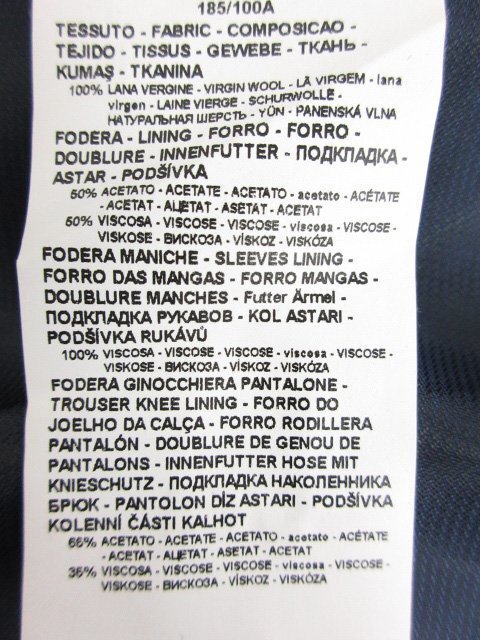 185/100A
TESSUTO - FABRIC - COMPOSICAO -
TEJIDO - TISSUS - GEWEBE - ТКАНЬ -
KUMAŞ - TKANINA
100% LANA VERGINE - VIRGIN WOOL - LÃ VIRGEM - lana
virgen - LAINE VIERGE - SCHURWOLLE -
НАТУРАЛЬНАЯ ШЕРСТЬ - YÜN - PANENSKÁ VLNA
FODERA - LINING - FORRO - FORRO -
DOUBLURE - INNENFUTTER - ПОДКЛАДКА -
ASTAR - PODŠÍVKA
50% ACETATO - ACETATE - ACETATO - acetato - ACÉTATE
- ACETAT - АЦЕТАТ - ASETAT - ACETAT
50% VISCOSA - VISCOSE - VISCOSE - viscosa - VISCOSE -
VISKOSE - ВИСКОЗА - VİSKOZ - VISKÓZA
FODERA MANICHE - SLEEVES LINING -
FORRO DAS MANGAS - FORRO MANGAS -
DOUBLURE MANCHES - Futter Ärmel -
ПОДКЛАДКА РУКАВОВ - KOL ASTARI -
PODŠÍVKA RUKÁVŮ
100% VISCOSA - VISCOSE - VISCOSE - viscosa - VISCOSE -
VISKOSE - ВИСКОЗА - VİSKOZ - VISKÓZA
FODERA GINOCCHIERA PANTALONE -
TROUSER KNEE LINING - FORRO DO
JOELHO DA CALÇA - FORRO RODILLERA
PANTALÓN - DOUBLURE DE GENOU DE
PANTALONS - INNENFUTTER HOSE MIT
KNIESCHUTZ - ПОДКЛАДКА НАКОЛЕННИКА
БРЮК - PANTOLON DİZ ASTARI - PODŠÍVKA
KOLENNÍ ČÁSTI KALHOT
65% ACETATO - ACETATE - ACETATO - acetato - ACÉTATE
- ACETAT - АЦЕТАТ - ASETAT - ACETAT
35% VISCOSA - VISCOSE - VISCOSE - viscosa - VISCOSE -
VISKOSE - ВИСКОЗА - VİSKOZ - VISKÓZA